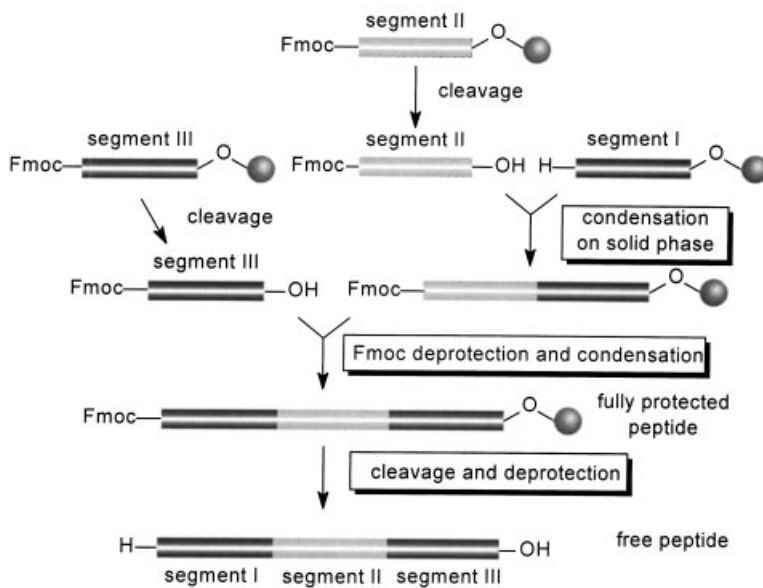 segment II
Fmoc
O
cleavage
segment III
Fmoc
O
segment II
Fmoc
OH
segment I
H
O
cleavage
condensation
on solid phase
segment III
Fmoc
OH
Fmoc
O
Fmoc deprotection and condensation
Fmoc
O
fully protected
peptide
cleavage and deprotection
H
OH
free peptide
segment I segment II segment III